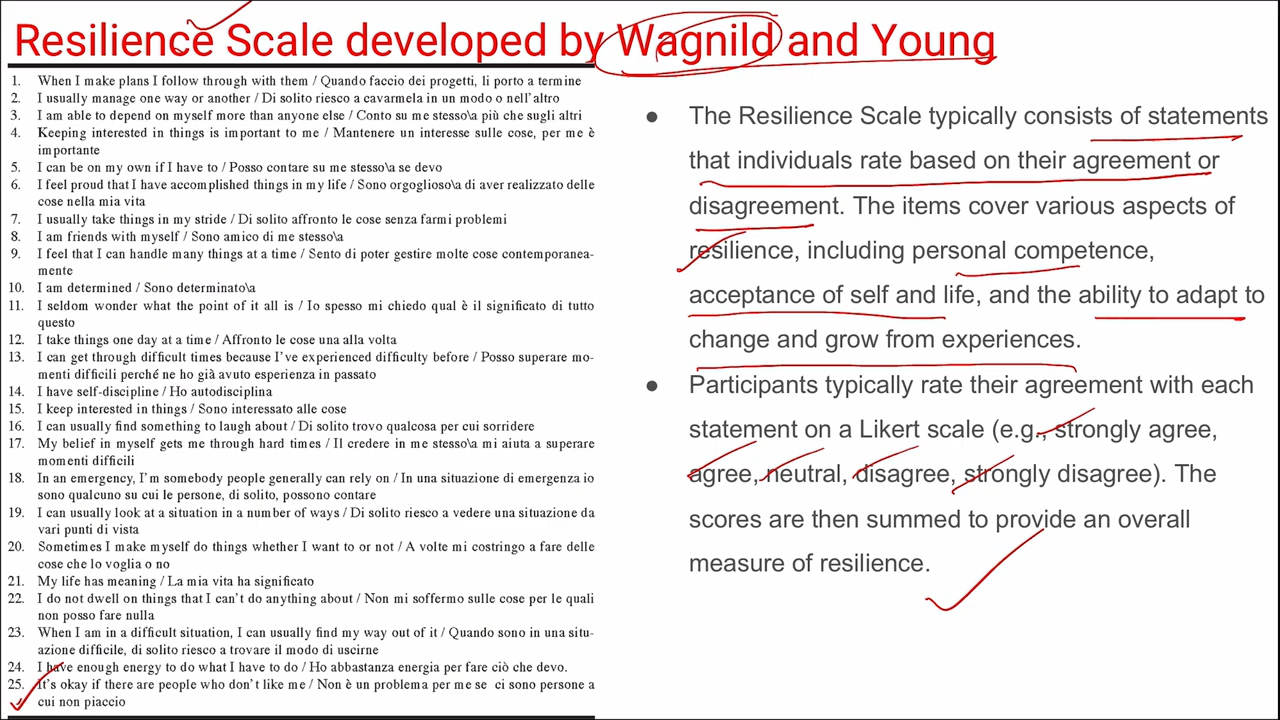 Resilience Scale developed by Wagnild and Young
1. When I make plans I follow through with them / Quando faccio dei progetti, li porto a termine
2. I usually manage one way or another / Di solito riesco a cavarmela in un modo o nell'altro
3. I am able to depend on myself more than anyone else / Conto su me stesso\a più che sugli altri
4. Keeping interested in things is important to me / Mantenere un interesse sulle cose, per me è
importante
5. I can be on my own if I have to / Posso contare su me stesso\a se devo
6. I feel proud that I have accomplished things in my life / Sono orgoglioso\a di aver realizzato delle
cose nella mia vita
7. I usually take things in my stride / Di solito affronto le cose senza farmi problemi
8. I am friends with myself / Sono amico di me stesso\a
9. I feel that I can handle many things at a time / Sento di poter gestire molte cose contemporanea-
mente
10. I am determined / Sono determinato\a
11. I seldom wonder what the point of it all is / Io spesso mi chiedo qual è il significato di tutto
questo
12. I take things one day at a time / Affronto le cose una alla volta
13. I can get through difficult times because I've experienced difficulty before / Posso superare mo-
menti difficili perché ne ho già avuto esperienza in passato
14. I have self-discipline / Ho autodisciplina
15. I keep interested in things / Sono interessato alle cose
16. I can usually find something to laugh about / Di solito trovo qualcosa per cui sorridere
17. My belief in myself gets me through hard times / Il credere in me stesso\a mi aiuta a superare
momenti difficili
18. In an emergency, I'm somebody people generally can rely on / In una situazione di emergenza io
sono qualcuno su cui le persone, di solito, possono contare
19. I can usually look at a situation in a number of ways / Di solito riesco a vedere una situazione da
vari punti di vista
20. Sometimes I make myself do things whether I want to or not / A volte mi costringo a fare delle
cose che lo voglia o no
21. My life has meaning / La mia vita ha significato
22. I do not dwell on things that I can't do anything about / Non mi soffermo sulle cose per le quali
non posso fare nulla
23. When I am in a difficult situation, I can usually find my way out of it / Quando sono in una situ-
azione difficile, di solito riesco a trovare il modo di uscirne
24. I have enough energy to do what I have to do / Ho abbastanza energia per fare ciò che devo.
25. It's okay if there are people who don't like me / Non è un problema per me se ci sono persone a
cui non piaccio
● The Resilience Scale typically consists of statements
that individuals rate based on their agreement or
disagreement. The items cover various aspects of
resilience, including personal competence,
acceptance of self and life, and the ability to adapt to
change and grow from experiences.
● Participants typically rate their agreement with each
statement on a Likert scale (e.g., strongly agree,
agree, neutral, disagree, strongly disagree). The
scores are then summed to provide an overall
measure of resilience.